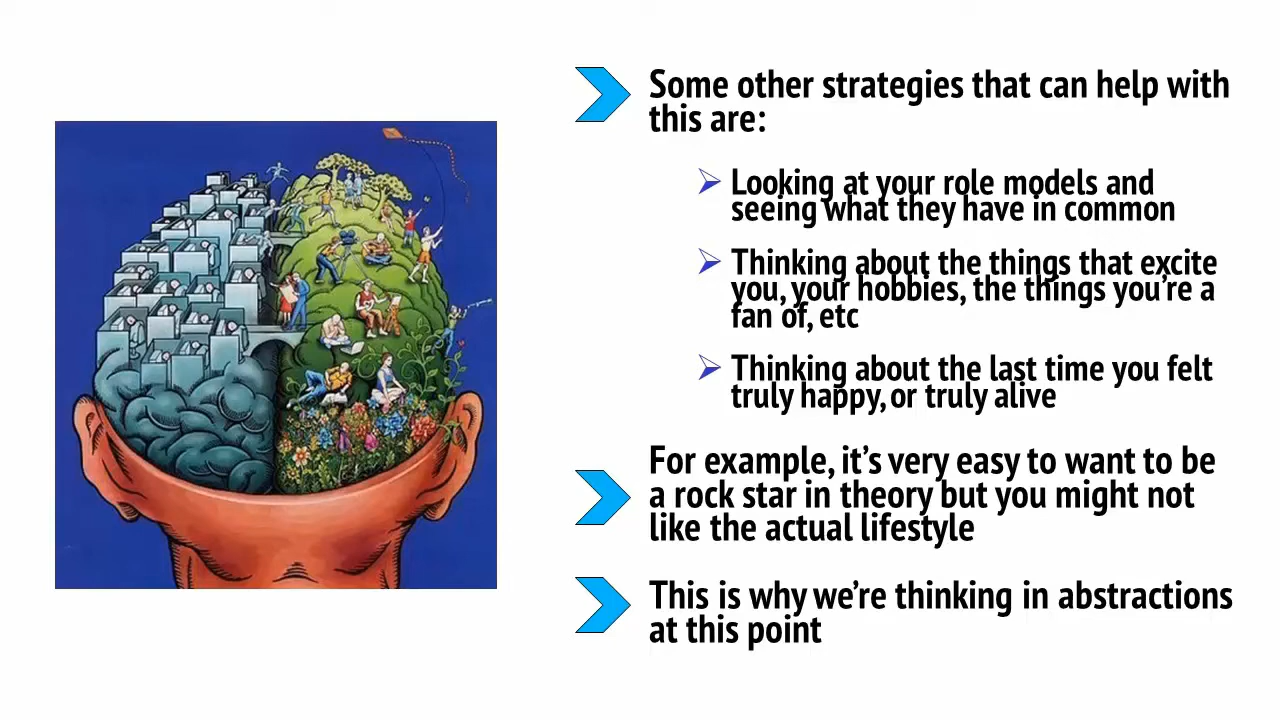 Some other strategies that can help with
this are:
Looking at your role models and
seeing what they have in common
Thinking about the things that excite
you, your hobbies, the things you’re a
fan of, etc
Thinking about the last time you felt
truly happy, or truly alive
For example, it’s very easy to want to be
a rock star in theory but you might not
like the actual lifestyle
This is why we’re thinking in abstractions
at this point